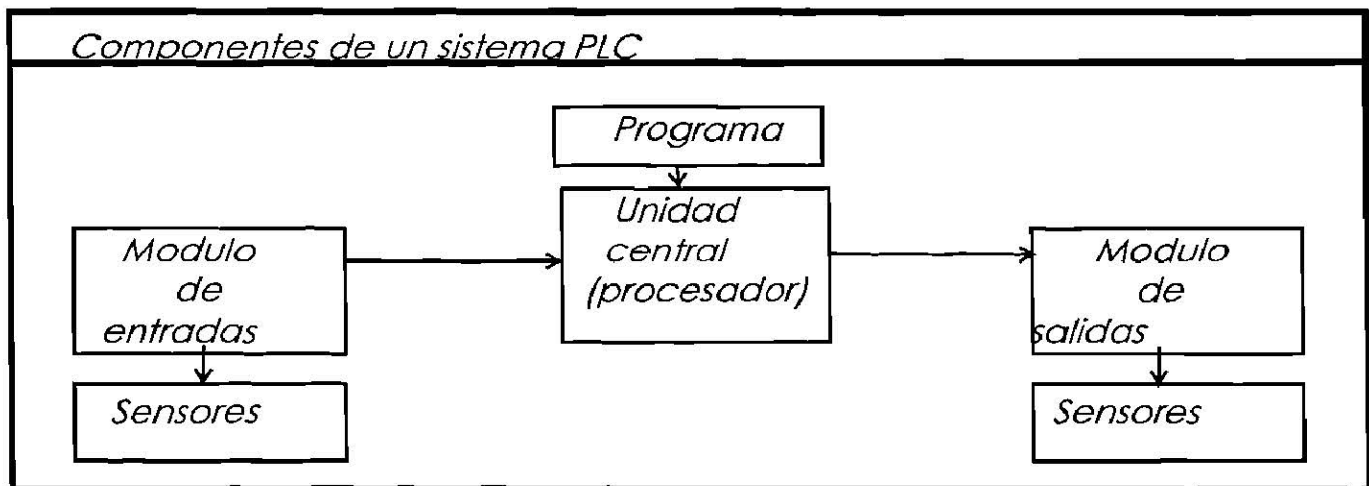 Componentes de un sistema PLC
Programa
Unidad
central
(procesador)
Modulo
de
entradas
Modulo
de
salidas
Sensores
Sensores